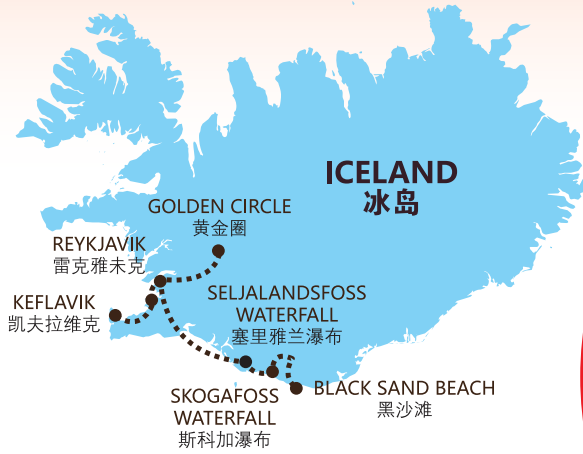 ICELAND
冰岛
GOLDEN CIRCLE
黄金圈
REYKJAVIK
雷克雅未克
KEFLAVIK
凯夫拉维克
SELJALANDSFOSS
WATERFALL
塞里雅兰瀑布
BLACK SAND BEACH
黑沙滩
SKOGAFOSS
WATERFALL
斯科加瀑布